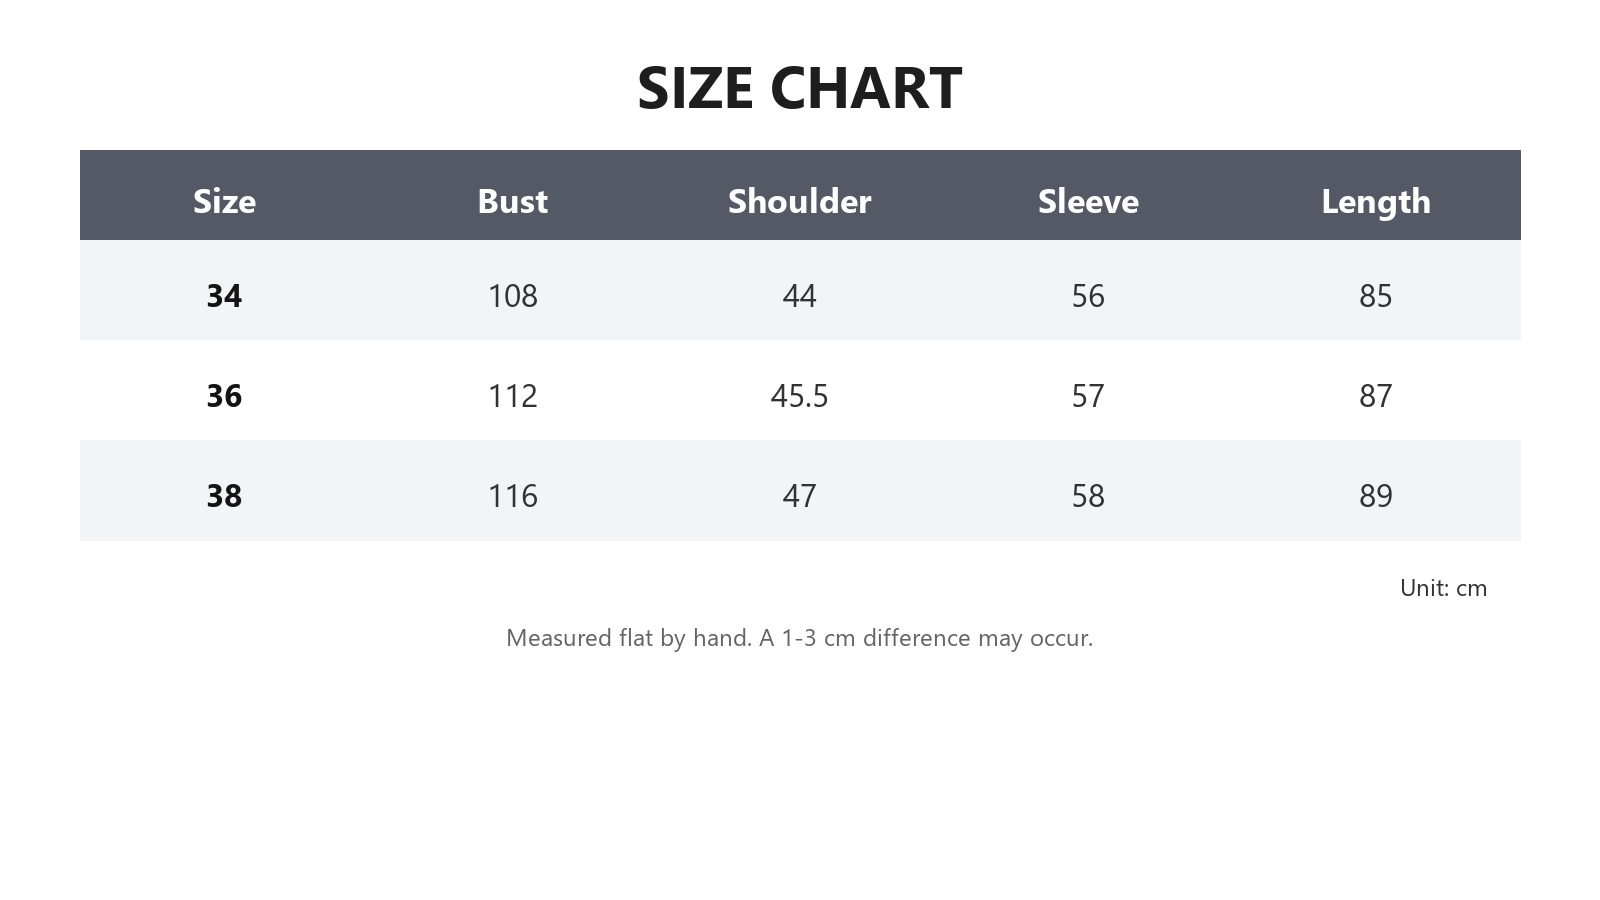 SIZE CHART
Size Bust Shoulder Sleeve Length
34 108 44 56 85
36 112 45.5 57 87
38 116 47 58 89
Unit: cm
Measured flat by hand. A 1-3 cm difference may occur.